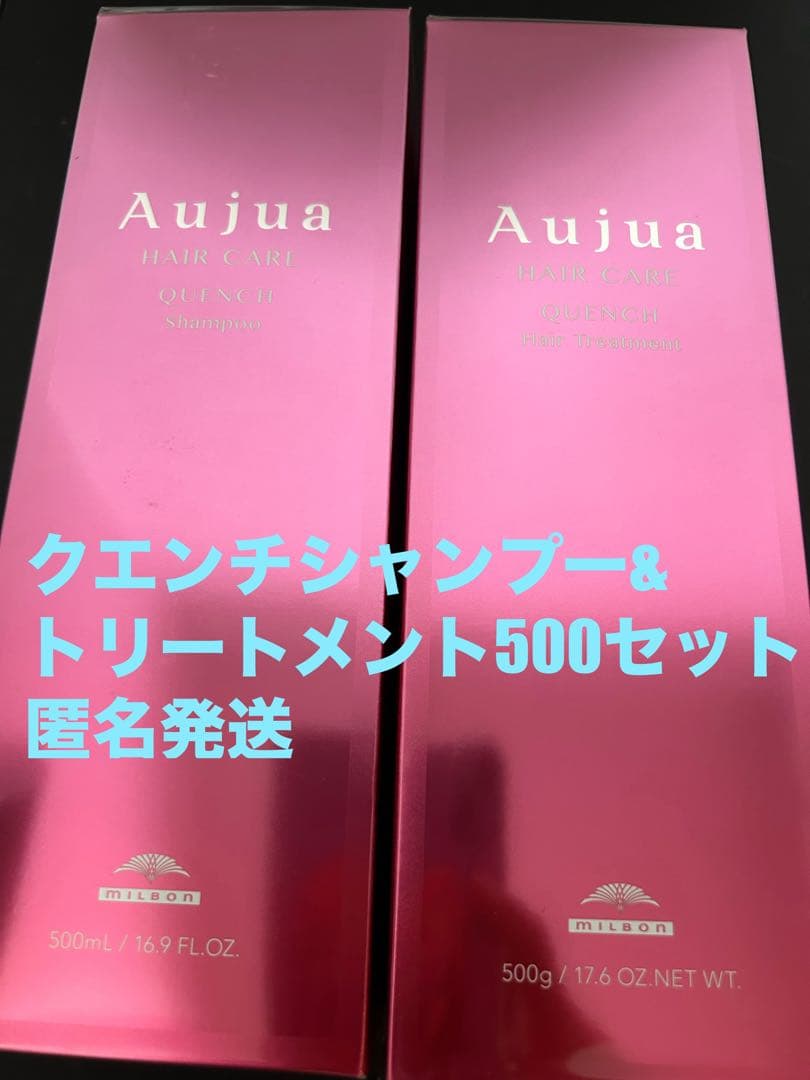 Aujua
HAIR CARE
QUENCH
Shampoo
Aujua
HAIR CARE
QUENCH
Hair Treatment
クエンチシャンプー&
トリートメント500セット
匿名発送
MILBON
500mL / 16.9 FL.OZ.
MILBON
500g / 17.6 OZ.NET WT.